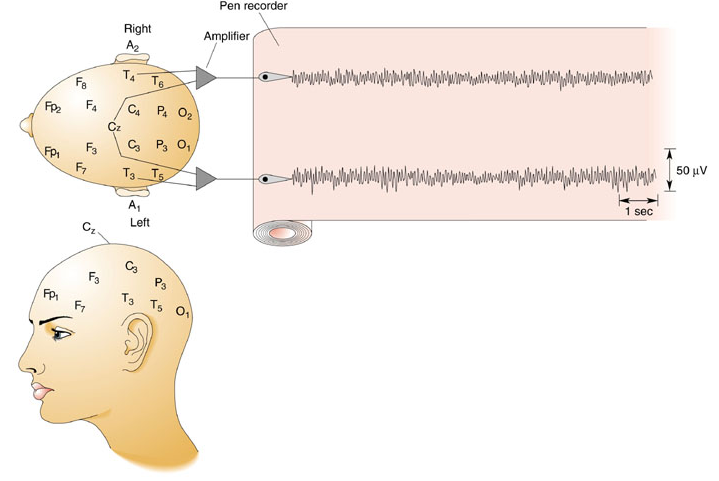 Pen recorder
Right
Amplifier
A2
T4
T6
F8
Fp2
F4
C4
P4
O2
Cz
Fp1
F3
C3
P3
O1
F7
T3
T5
A1
Left
50 μV
1 sec
Cz
C3
F3
P3
Fp1
F7
T3
T5
O1